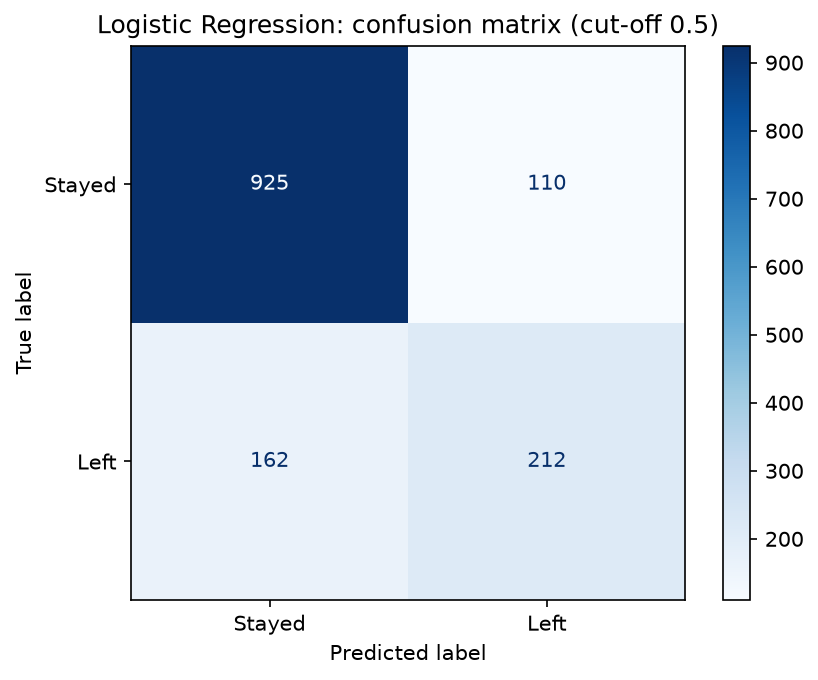 Logistic Regression: confusion matrix (cut-off 0.5)
Stayed
925
110
Left
162
212
Stayed
Left
Predicted label
True label
900
800
700
600
500
400
300
200